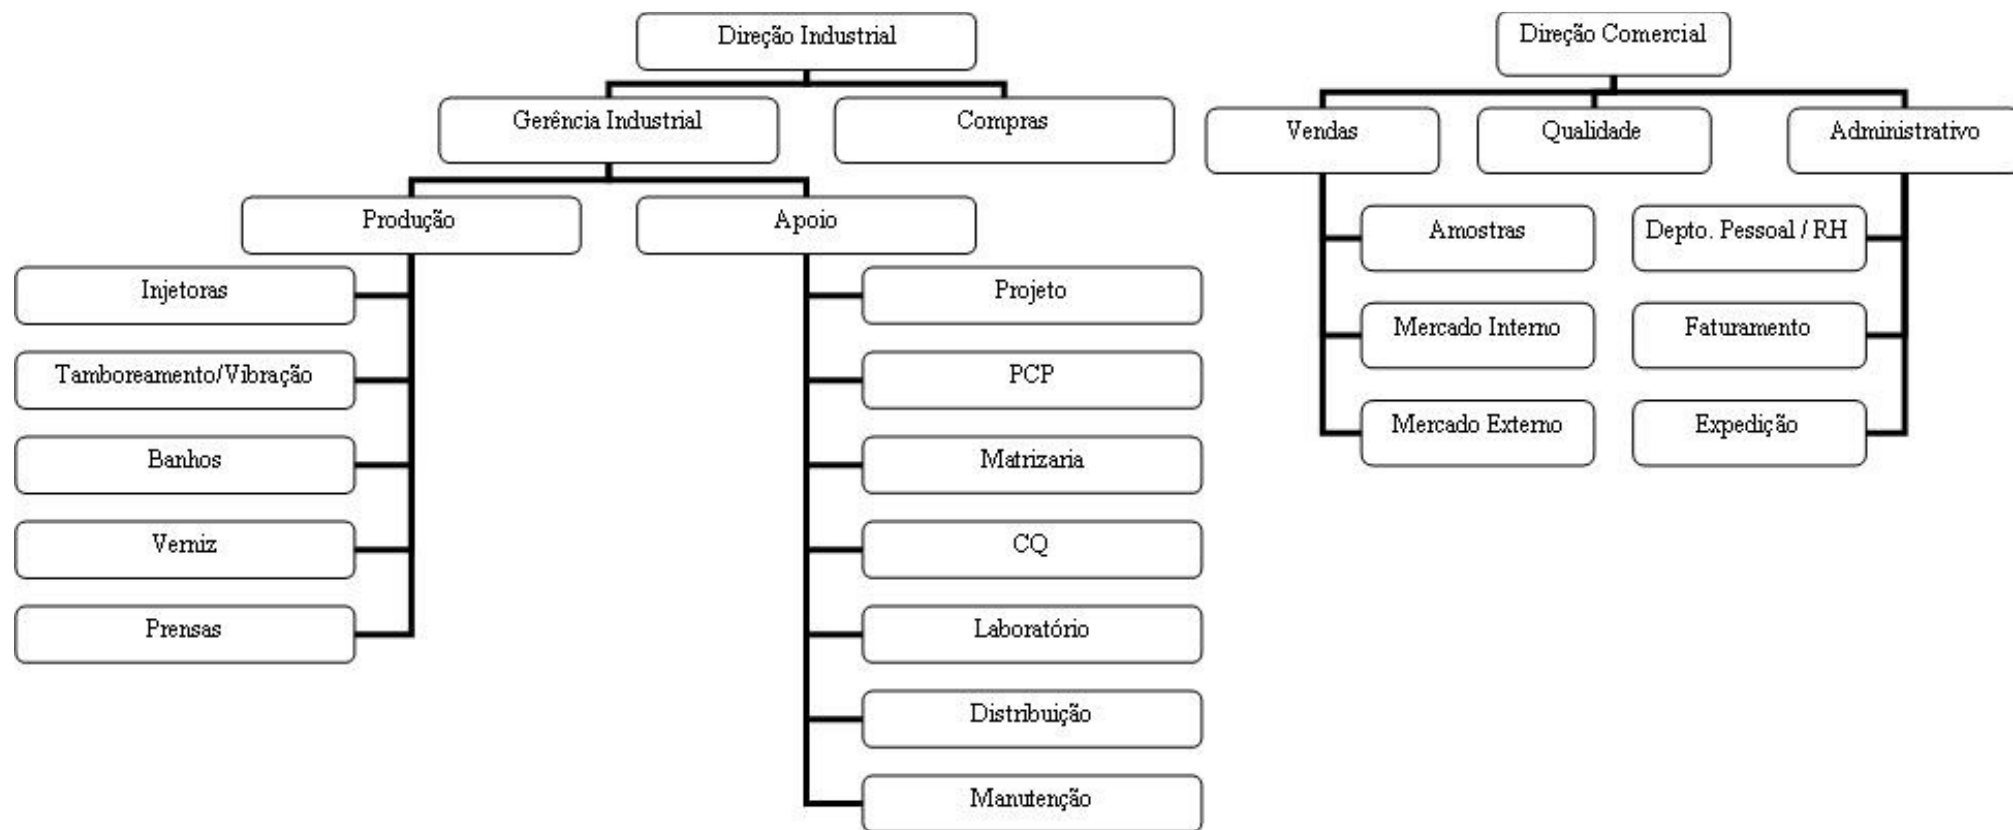 Direção Industrial
Gerência Industrial
Compras
Produção
Apoio
Injetoras
Tamboreamento/Vibração
Banhos
Verniz
Prensas
Projeto
PCP
Matrizaria
CQ
Laboratório
Distribuição
Manutenção
Direção Comercial
Vendas
Qualidade
Administrativo
Amostras
Mercado Interno
Mercado Externo
Depto. Pessoal / RH
Faturamento
Expedição